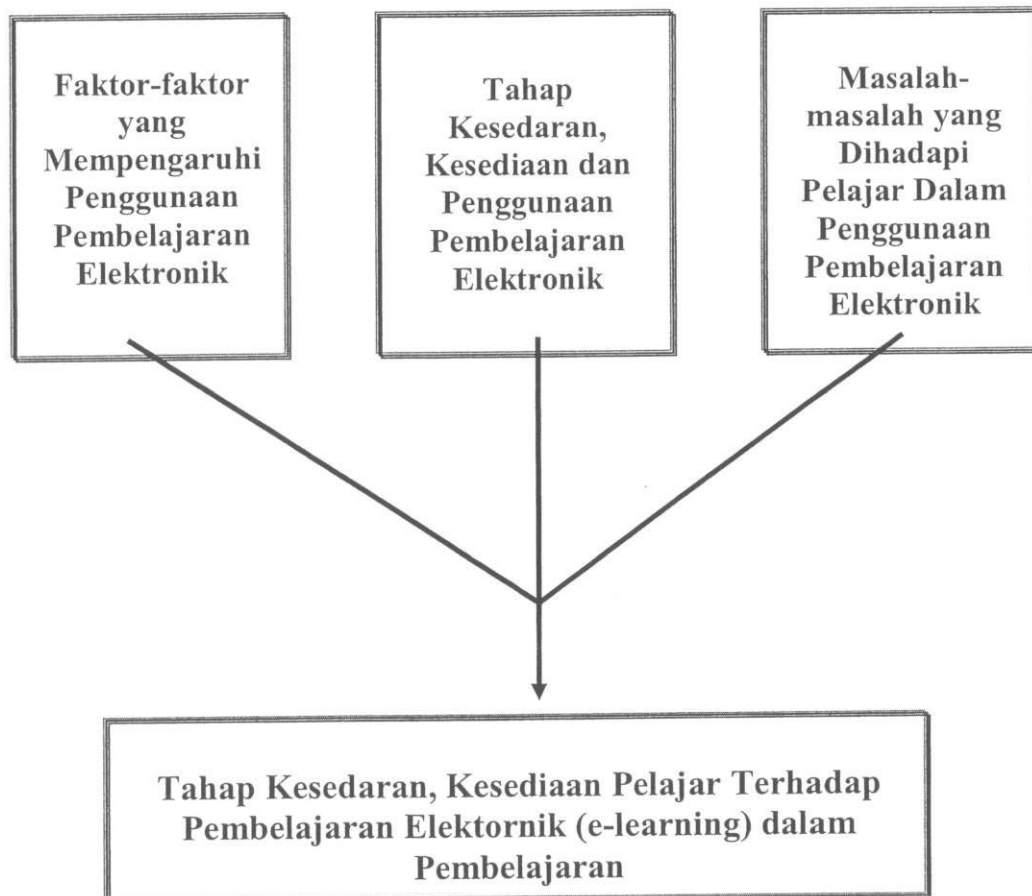 Faktor-faktor
yang
Mempengaruhi
Penggunaan
Pembelajaran
Elektronik
Tahap
Kesedaran,
Kesediaan dan
Penggunaan
Pembelajaran
Elektronik
Masalah-
masalah yang
Dihadapi
Pelajar Dalam
Penggunaan
Pembelajaran
Elektronik
Tahap Kesedaran, Kesediaan Pelajar Terhadap
Pembelajaran Elektornik (e-learning) dalam
Pembelajaran